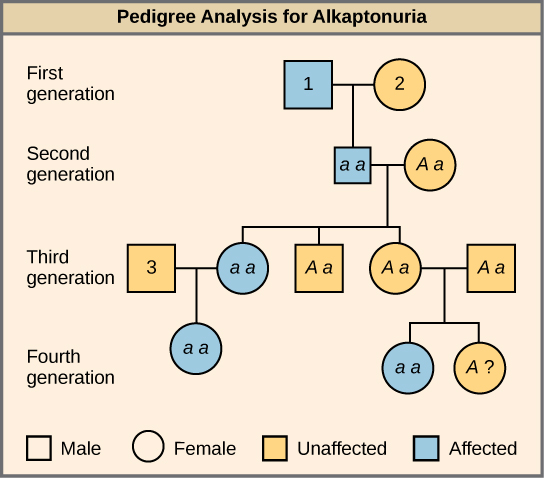 Pedigree Analysis for Alkaptonuria
First
generation
1
2
Second
generation
a a
A a
Third
generation
3
a a
A a
A a
A a
Fourth
generation
a a
a a
A ?
Male
Female
Unaffected
Affected